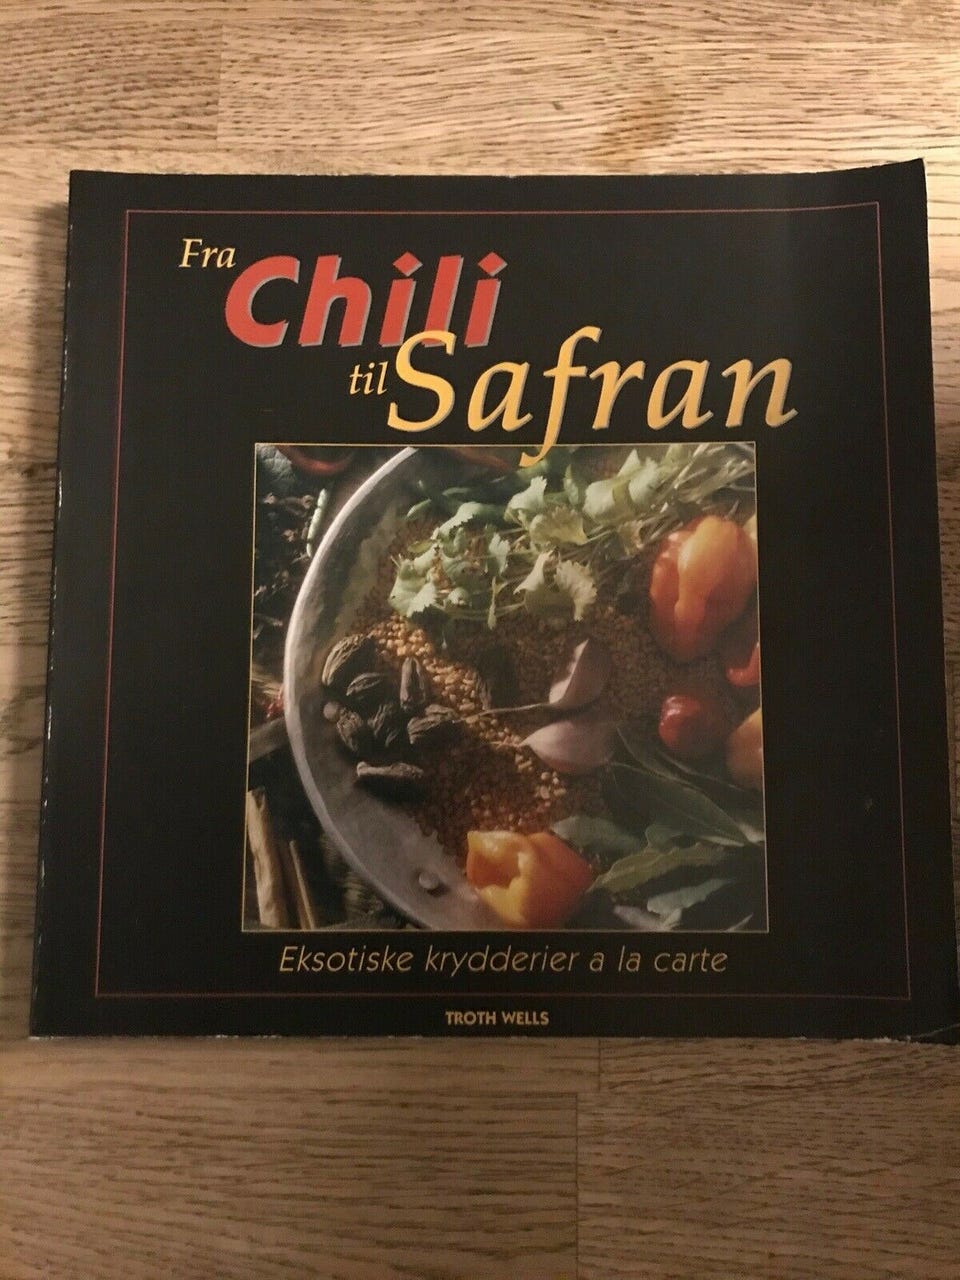 Fra
Chili
til Safran
Eksotiske krydderier a la carte
TROTH WELLS